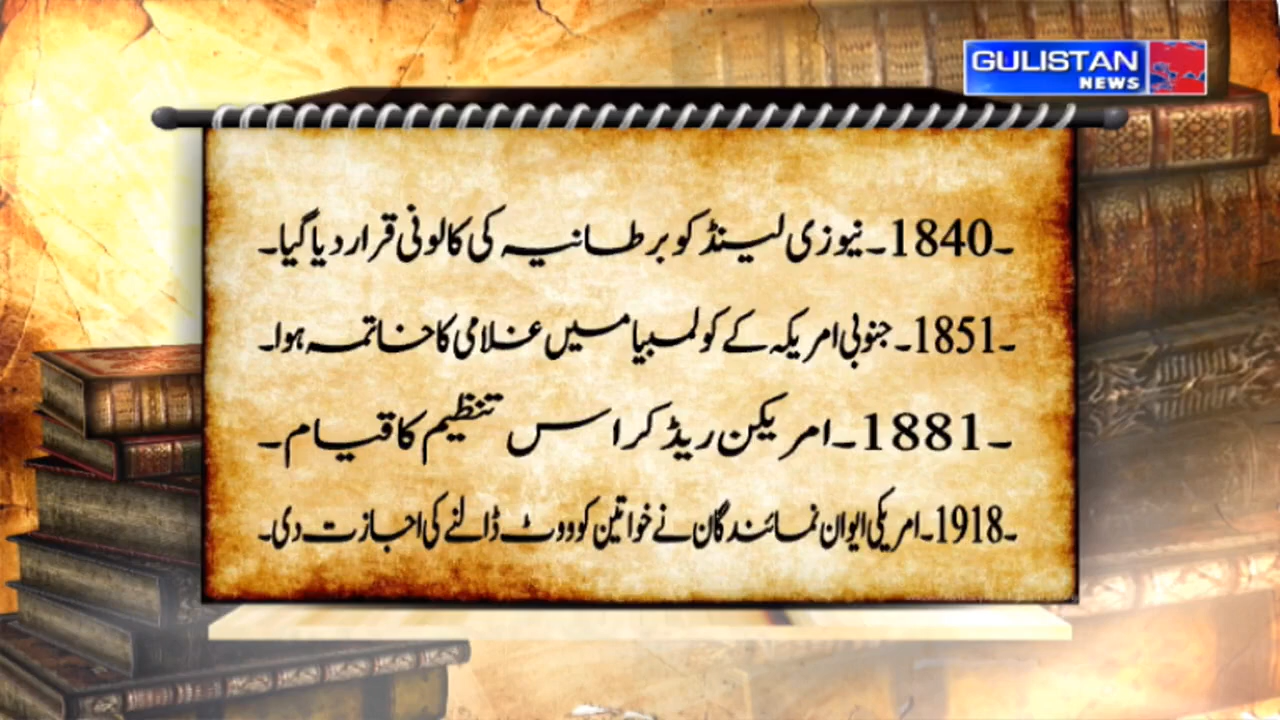 GULISTAN
NEWS
۔1840۔نیوزی لینڈ کو برطانیہ کی کالونی قرار دیا گیا۔
۔1851۔جنوبی امریکہ کے کولمبیا میں غلامی کا خاتمہ ہوا۔
۔1881۔امریکن ریڈ کراس تنظیم کا قیام۔
۔1918۔امریکی ایوان نمائندگان نے خواتین کو ووٹ ڈالنے کی اجازت دی۔